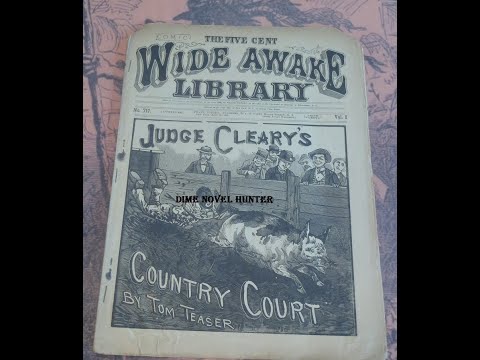 THE FIVE CENT
WIDE AWAKE
LIBRARY
JUDGE CLEARY'S
DIME NOVEL HUNTER
COUNTRY COURT
BY TOM TEASER